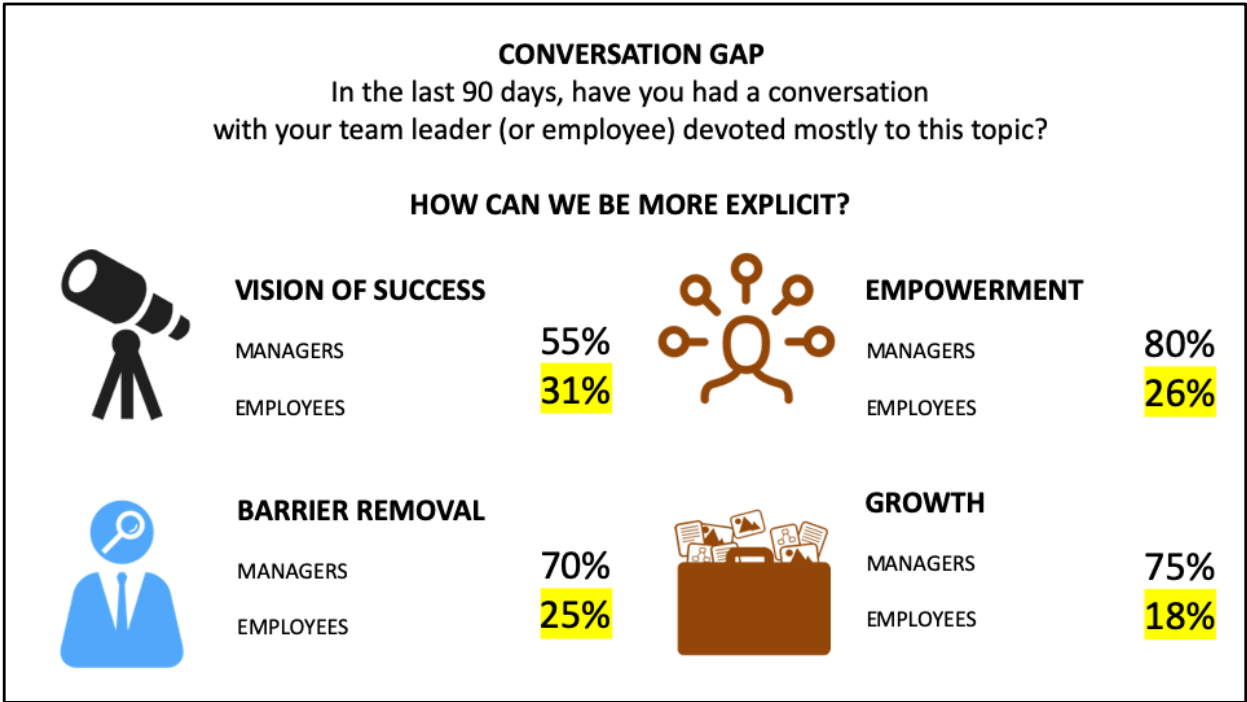 CONVERSATION GAP
In the last 90 days, have you had a conversation
with your team leader (or employee) devoted mostly to this topic?
HOW CAN WE BE MORE EXPLICIT?
VISION OF SUCCESS
MANAGERS 55%
EMPLOYEES 31%
EMPOWERMENT
MANAGERS 80%
EMPLOYEES 26%
BARRIER REMOVAL
MANAGERS 70%
EMPLOYEES 25%
GROWTH
MANAGERS 75%
EMPLOYEES 18%